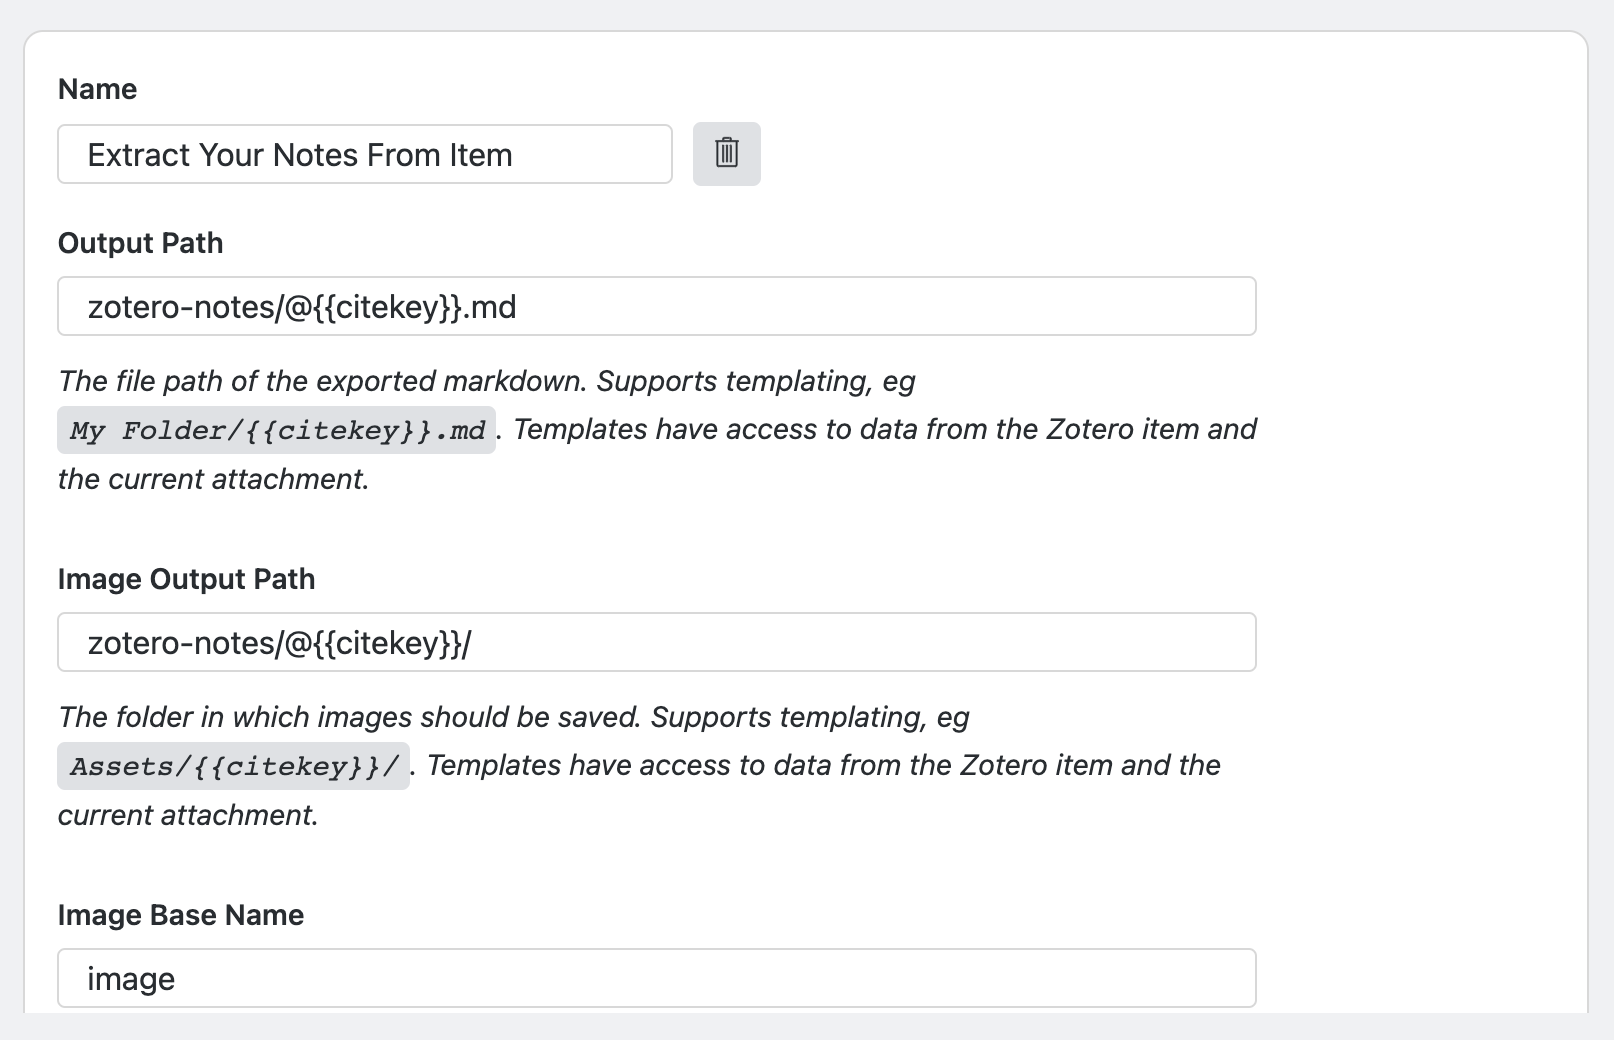 Name
Extract Your Notes From Item
Output Path
zotero-notes/@{{citekey}}.md
The file path of the exported markdown. Supports templating, eg
My Folder/{{citekey}}.md. Templates have access to data from the Zotero item and
the current attachment.
Image Output Path
zotero-notes/@{{citekey}}/
The folder in which images should be saved. Supports templating, eg
Assets/{{citekey}}/. Templates have access to data from the Zotero item and the
current attachment.
Image Base Name
image